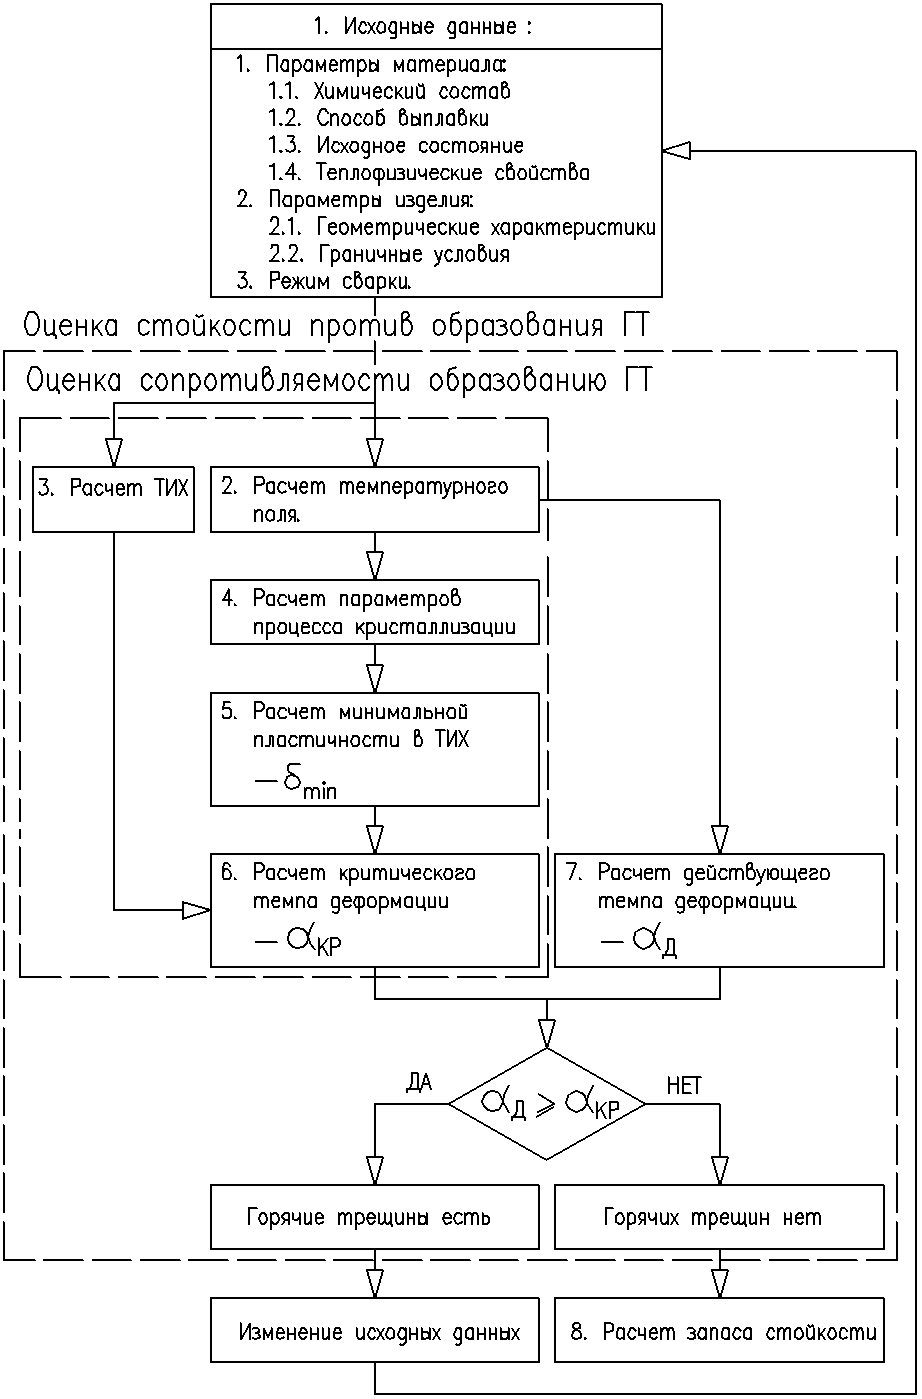 1. Исходные данные :
1. Параметры материала:
1.1. Химический состав
1.2. Способ выплавки
1.3. Исходное состояние
1.4. Теплофизические свойства
2. Параметры изделия:
2.1. Геометрические характеристики
2.2. Граничные условия
3. Режим сварки.
Оценка стойкости против образования ГТ
Оценка сопротивляемости образованию ГТ
3. Расчет ТИХ
2. Расчет температурного
поля.
4. Расчет параметров
процесса кристаллизации
5. Расчет минимальной
пластичности в ТИХ
— δmin
6. Расчет критического
темпа деформации
— αКР
7. Расчет действующего
темпа деформации.
— αД
ДА
αД ⩾ αКР
НЕТ
Горячие трещины есть
Горячих трещин нет
Изменение исходных данных
8. Расчет запаса стойкости